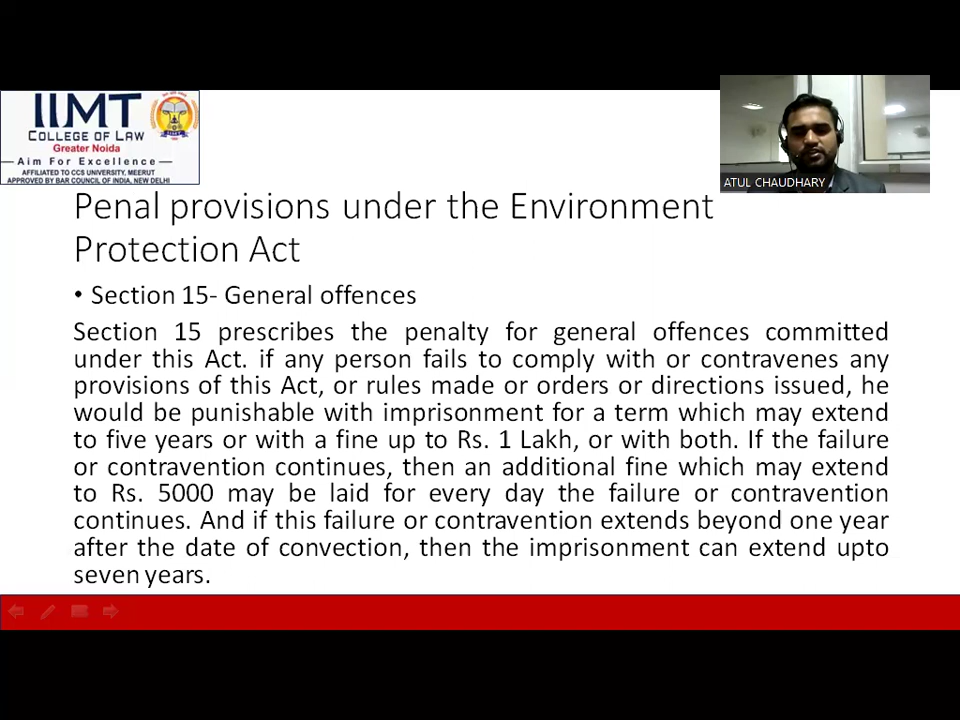 IIMT
COLLEGE OF LAW
Greater Noida
Aim For Excellence
AFFILIATED TO CCS UNIVERSITY, MEERUT
APPROVED BY BAR COUNCIL OF INDIA, NEW DELHI
ATUL CHAUDHARY
Penal provisions under the Environment
Protection Act
• Section 15- General offences
Section 15 prescribes the penalty for general offences committed
under this Act. if any person fails to comply with or contravenes any
provisions of this Act, or rules made or orders or directions issued, he
would be punishable with imprisonment for a term which may extend
to five years or with a fine up to Rs. 1 Lakh, or with both. If the failure
or contravention continues, then an additional fine which may extend
to Rs. 5000 may be laid for every day the failure or contravention
continues. And if this failure or contravention extends beyond one year
after the date of convection, then the imprisonment can extend upto
seven years.